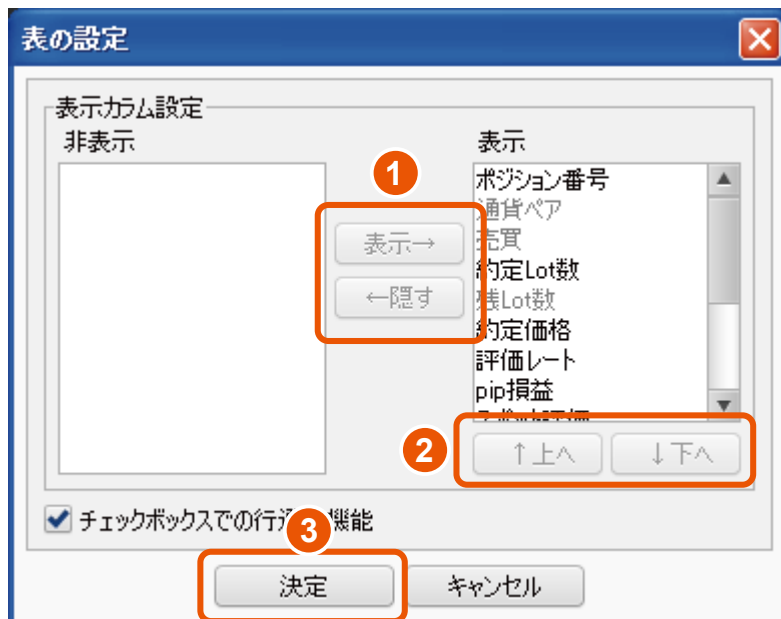 表の設定
表示カラム設定
非表示
表示
1
ポジション番号
通貨ペア
売買
約定Lot数
残Lot数
約定価格
評価レート
pip損益
表示→
←隠す
2
↑上へ
↓下へ
チェックボックスでの行 機能
3
決定
キャンセル